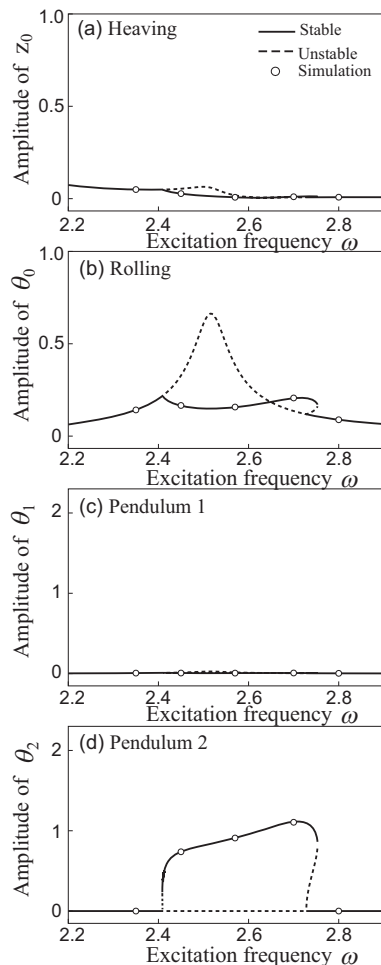 (a) Heaving
Stable
Unstable
Simulation
Amplitude of z0
1.0
0.5
0
2.2 2.4 2.6 2.8
Excitation frequency ω
(b) Rolling
Amplitude of θ0
1.0
0.5
0
2.2 2.4 2.6 2.8
Excitation frequency ω
(c) Pendulum 1
Amplitude of θ1
2
1
0
2.2 2.4 2.6 2.8
Excitation frequency ω
(d) Pendulum 2
Amplitude of θ2
2
1
0
2.2 2.4 2.6 2.8
Excitation frequency ω